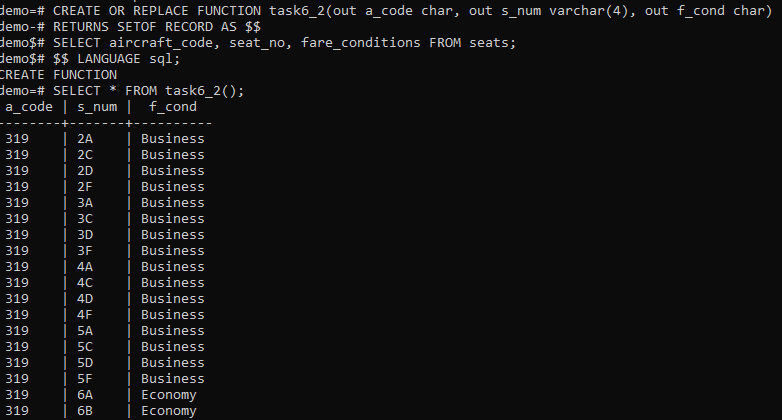 demo=# CREATE OR REPLACE FUNCTION task6_2(out a_code char, out s_num varchar(4), out f_cond char)
demo-# RETURNS SETOF RECORD AS $$
demo$# SELECT aircraft_code, seat_no, fare_conditions FROM seats;
demo$# $$ LANGUAGE sql;
CREATE FUNCTION
demo=# SELECT * FROM task6_2();
 a_code | s_num |  f_cond
--------+-------+----------
 319    | 2A    | Business
 319    | 2C    | Business
 319    | 2D    | Business
 319    | 2F    | Business
 319    | 3A    | Business
 319    | 3C    | Business
 319    | 3D    | Business
 319    | 3F    | Business
 319    | 4A    | Business
 319    | 4C    | Business
 319    | 4D    | Business
 319    | 4F    | Business
 319    | 5A    | Business
 319    | 5C    | Business
 319    | 5D    | Business
 319    | 5F    | Business
 319    | 6A    | Economy
 319    | 6B    | Economy